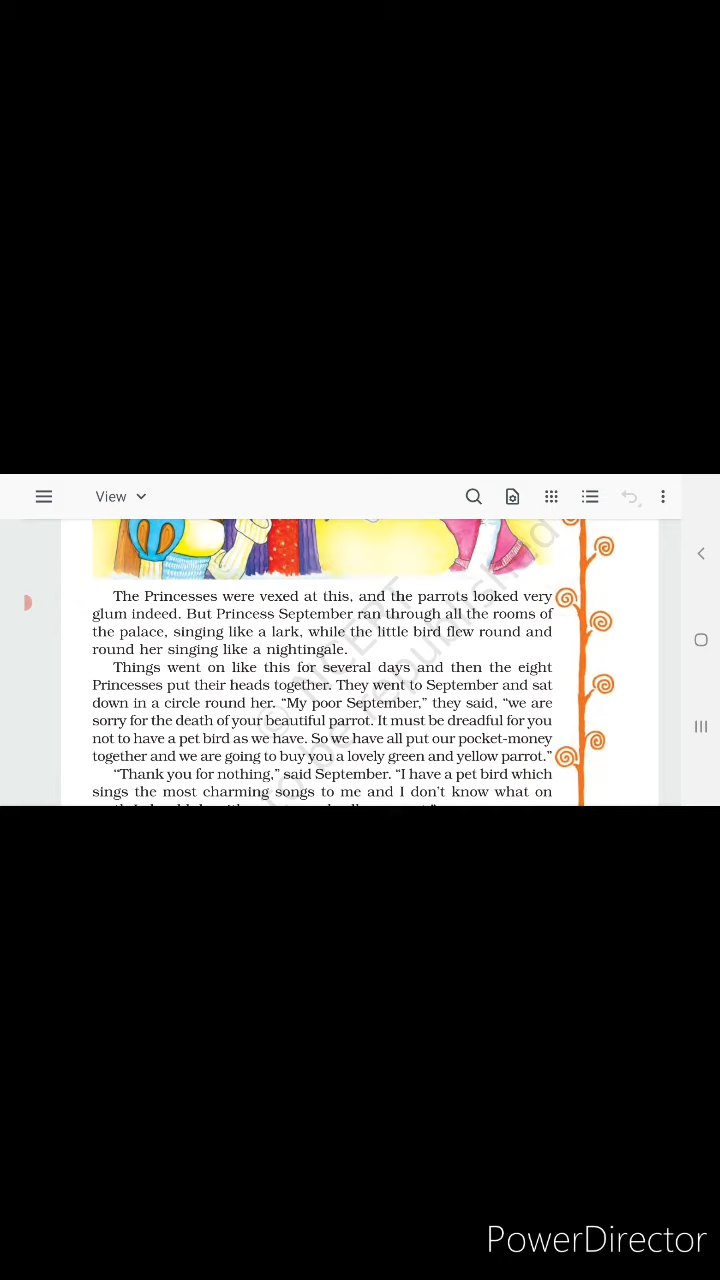 View
The Princesses were vexed at this, and the parrots looked very
glum indeed. But Princess September ran through all the rooms of
the palace, singing like a lark, while the little bird flew round and
round her singing like a nightingale.
Things went on like this for several days and then the eight
Princesses put their heads together. They went to September and sat
down in a circle round her. “My poor September,” they said, “we are
sorry for the death of your beautiful parrot. It must be dreadful for you
not to have a pet bird as we have. So we have all put our pocket-money
together and we are going to buy you a lovely green and yellow parrot.”
“Thank you for nothing,” said September. “I have a pet bird which
sings the most charming songs to me and I don’t know what on
© NCERT
be republished
PowerDirector